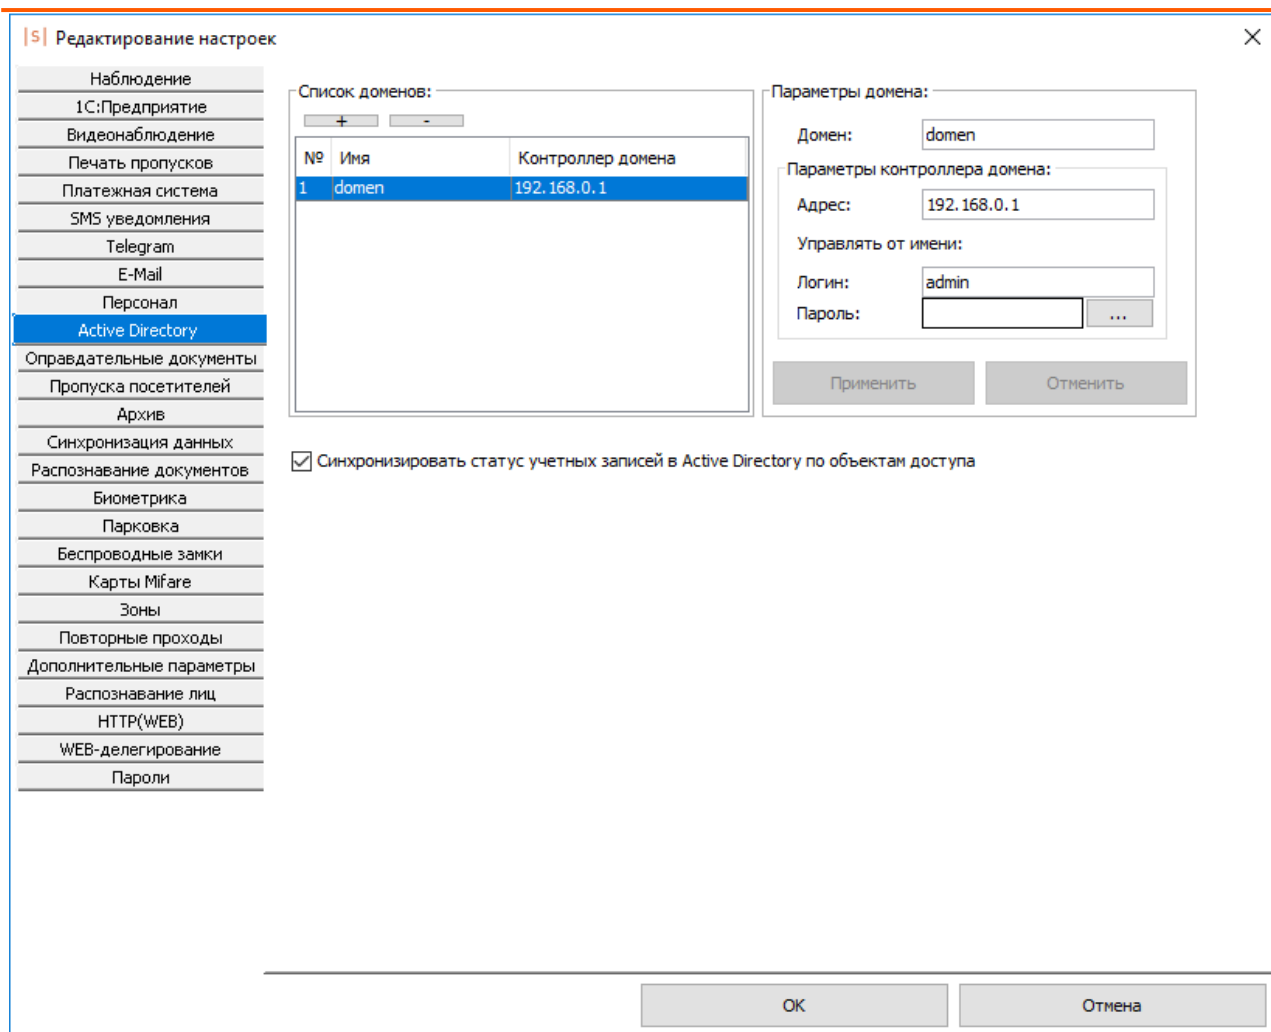 |S| Редактирование настроек
Наблюдение
1С:Предприятие
Видеонаблюдение
Печать пропусков
Платежная система
SMS уведомления
Telegram
E-Mail
Персонал
Active Directory
Оправдательные документы
Пропуска посетителей
Архив
Синхронизация данных
Распознавание документов
Биометрика
Парковка
Беспроводные замки
Карты Mifare
Зоны
Повторные проходы
Дополнительные параметры
Распознавание лиц
HTTP(WEB)
WEB-делегирование
Пароли
Список доменов:
+ -
№ Имя Контроллер домена
1 domen 192.168.0.1
Параметры домена:
Домен: domen
Параметры контроллера домена:
Адрес: 192.168.0.1
Управлять от имени:
Логин: admin
Пароль: ...
Применить Отменить
Синхронизировать статус учетных записей в Active Directory по объектам доступа
OK Отмена